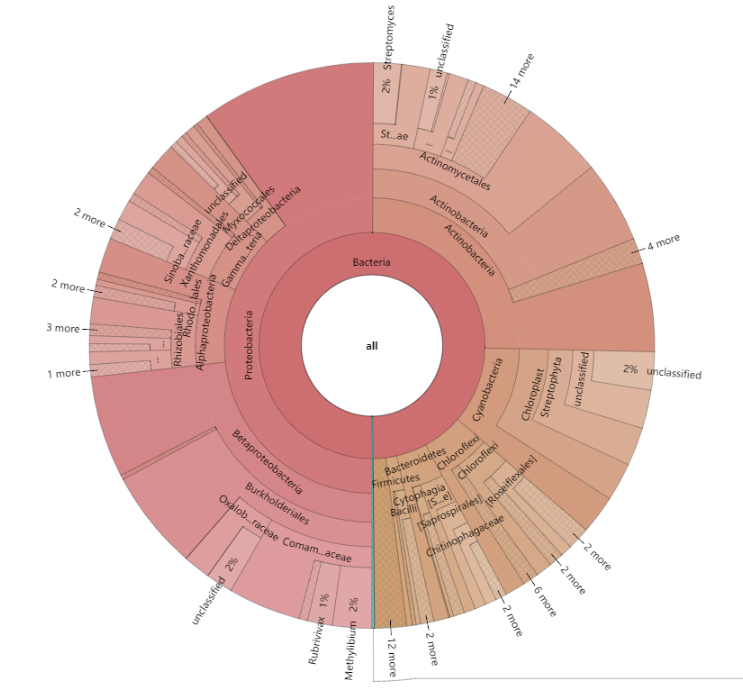 all
Bacteria
Proteobacteria
Actinobacteria
Actinobacteria
Actinomycetales
St...ae
2% Streptomyces
1% unclassified
...
...
14 more
4 more
Cyanobacteria
Chloroplast
Streptophyta
unclassified
2% unclassified
Chloroflexi
Chloroflexi
[Roseiflexales]
2 more
2 more
Bacteroidetes
[S...e]
[Saprospirales]
Chitinophagaceae
6 more
Cytophagia
2 more
Firmicutes
Bacilli
2 more
12 more
Betaproteobacteria
Burkholderiales
Comam...aceae
Methylibium 2%
Rubrivivax 1%
Oxalob...raceae
unclassified 2%
Alphaproteobacteria
Rhizobiales
...
...
1 more
3 more
Rhodo...lales
2 more
Gamma...teria
Xanthomonadales
Sinoba...raceae
2 more
Deltaproteobacteria
Myxococcales
unclassified